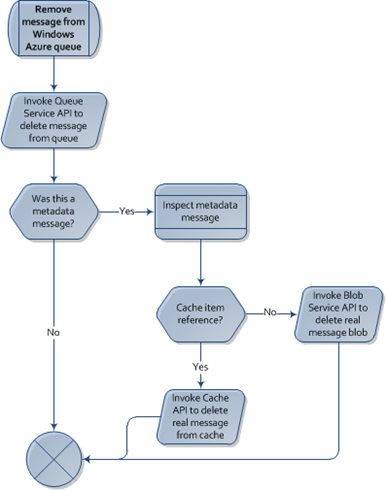 Remove
message from
Windows
Azure queue
Invoke Queue
Service API to
delete message
from queue
Was this a
metadata
message?
Yes
Inspect metadata
message
No
Cache item
reference?
No
Invoke Blob
Service API to
delete real
message blob
Yes
Invoke Cache
API to delete
real message
from cache